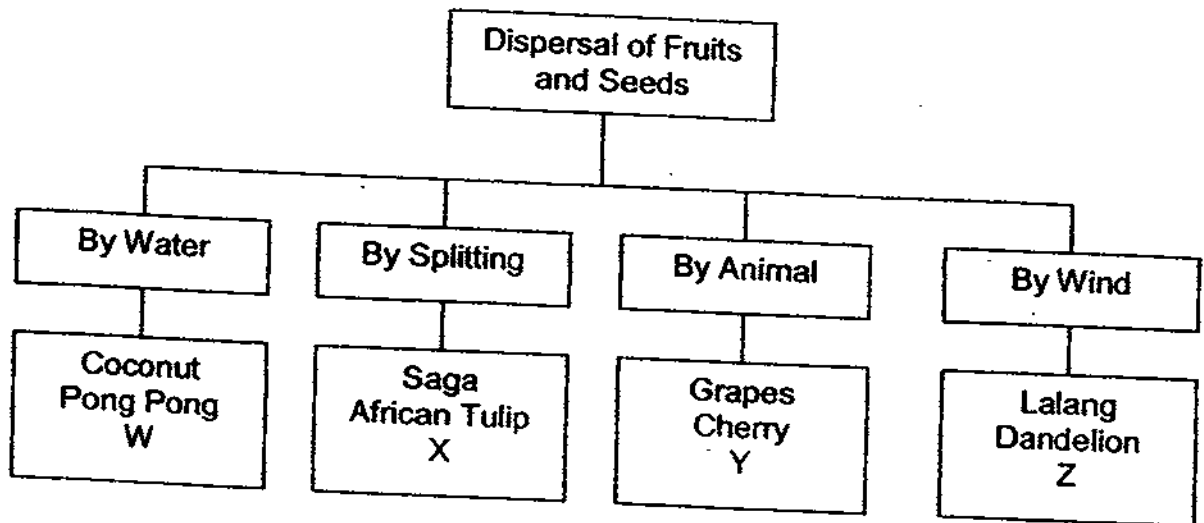 Dispersal of Fruits
and Seeds
By Water
By Splitting
By Animal
By Wind
Coconut
Pong Pong
W
Saga
African Tulip
X
Grapes
Cherry
Y
Lalang
Dandelion
Z